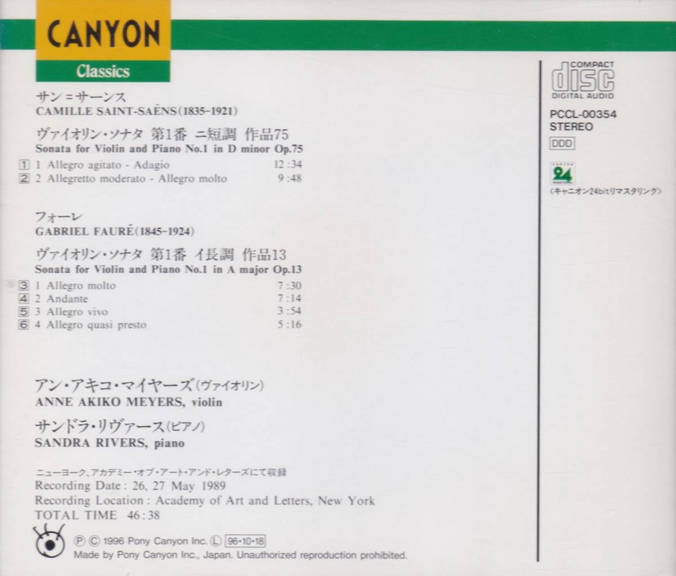 CANYON
Classics
サン=サーンス
CAMILLE SAINT-SAËNS(1835-1921)
ヴァイオリン・ソナタ 第1番 ニ短調 作品75
Sonata for Violin and Piano No.1 in D minor Op.75
1 1 Allegro agitato - Adagio 12:34
2 2 Allegretto moderato - Allegro molto 9:48
フォーレ
GABRIEL FAURÉ(1845-1924)
ヴァイオリン・ソナタ 第1番 イ長調 作品13
Sonata for Violin and Piano No.1 in A major Op.13
3 1 Allegro molto 7:30
4 2 Andante 7:14
5 3 Allegro vivo 3:54
6 4 Allegro quasi presto 5:16
アン・アキコ・マイヤーズ(ヴァイオリン)
ANNE AKIKO MEYERS, violin
サンドラ・リヴァース(ピアノ)
SANDRA RIVERS, piano
ニューヨーク、アカデミー・オブ・アート・アンド・レターズにて収録
Recording Date : 26, 27 May 1989
Recording Location : Academy of Art and Letters, New York
TOTAL TIME 46:38
Ⓟ Ⓒ 1996 Pony Canyon Inc. Ⓛ 96・10・18
Made by Pony Canyon Inc., Japan. Unauthorized reproduction prohibited.
COMPACT
disc
DIGITAL AUDIO
PCCL-00354
STEREO
DDD
CANYON
24
〈キャニオン24bitリマスタリング〉